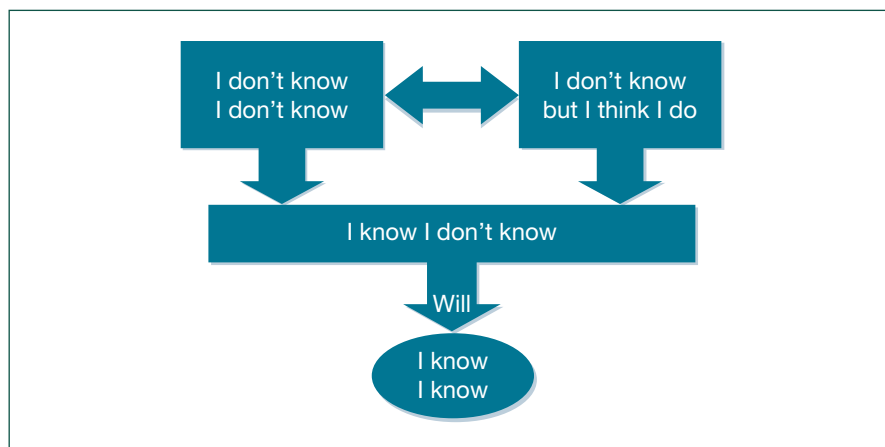 I don’t know
I don’t know
I don’t know
but I think I do
I know I don’t know
Will
I know
I know